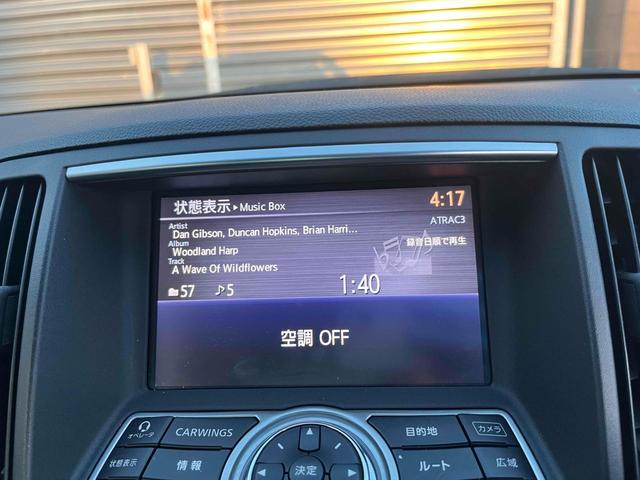 状態表示▶Music Box 4:17
Artist ATRAC3
Dan Gibson, Duncan Hopkins, Brian Harri...
Album 録音日順で再生
Woodland Harp
Track
A Wave Of Wildflowers
57 5 1:40
空調 OFF
オペレータ CARWINGS 目的地 カメラ
状態表示 情報 決定 ルート 広域